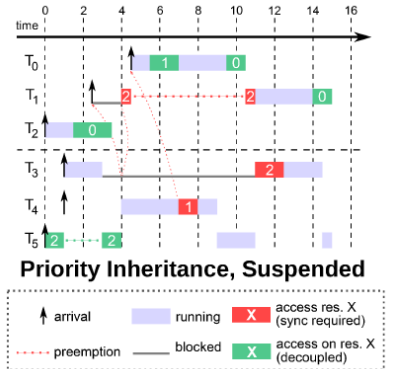 0 2 4 6 8 10 12 14 16
time
T0 1 0
T1 2 2 0
T2 0
T3 2
T4 1
T5 2 2
Priority Inheritance, Suspended
arrival running X access res. X
(sync required)
preemption blocked X access on res. X
(decoupled)